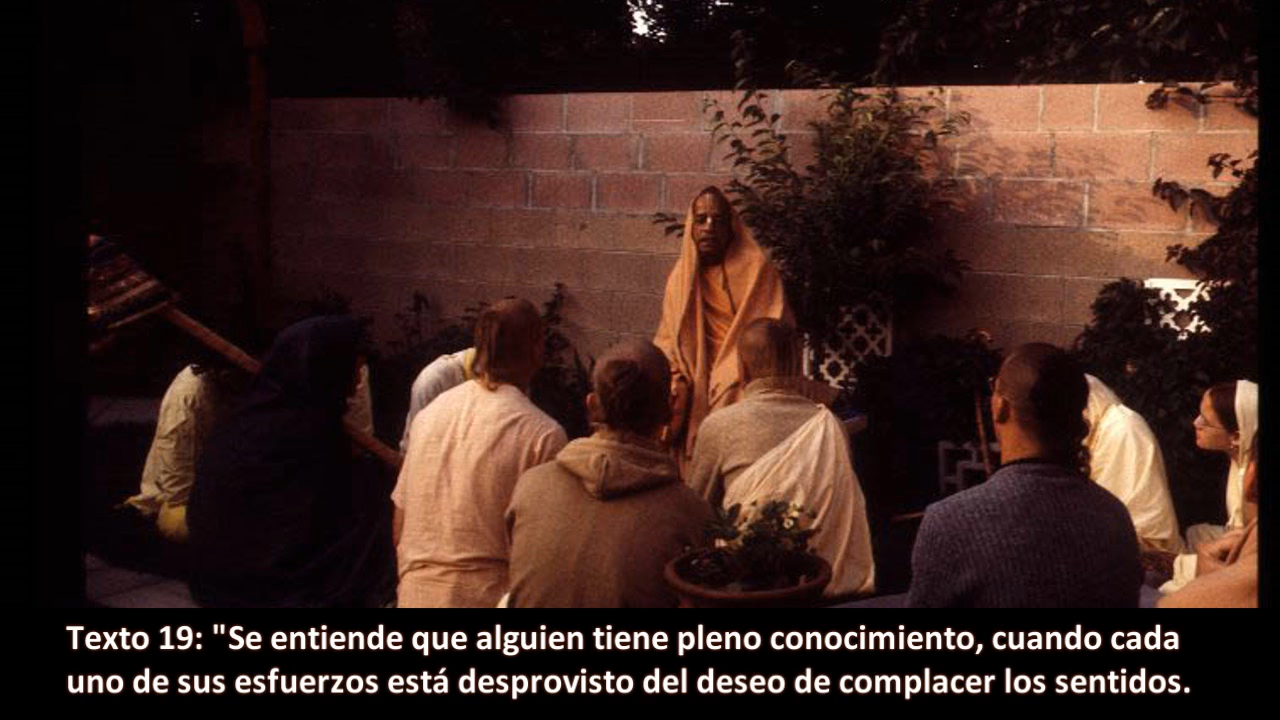 Texto 19: "Se entiende que alguien tiene pleno conocimiento, cuando cada
uno de sus esfuerzos está desprovisto del deseo de complacer los sentidos.